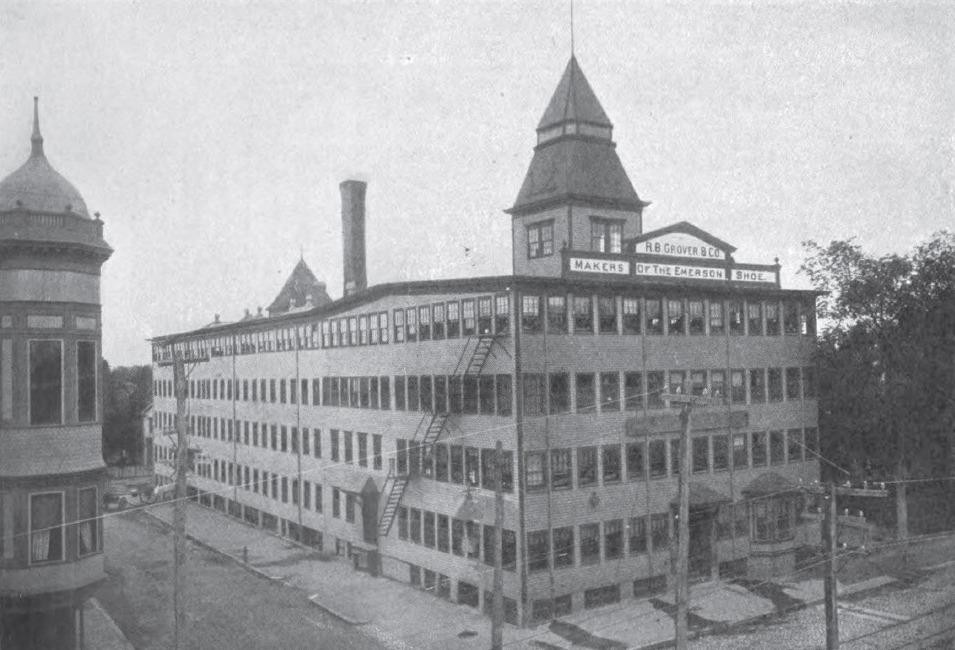 R.B. GROVER & CO.
MAKERS OF THE EMERSON SHOE.